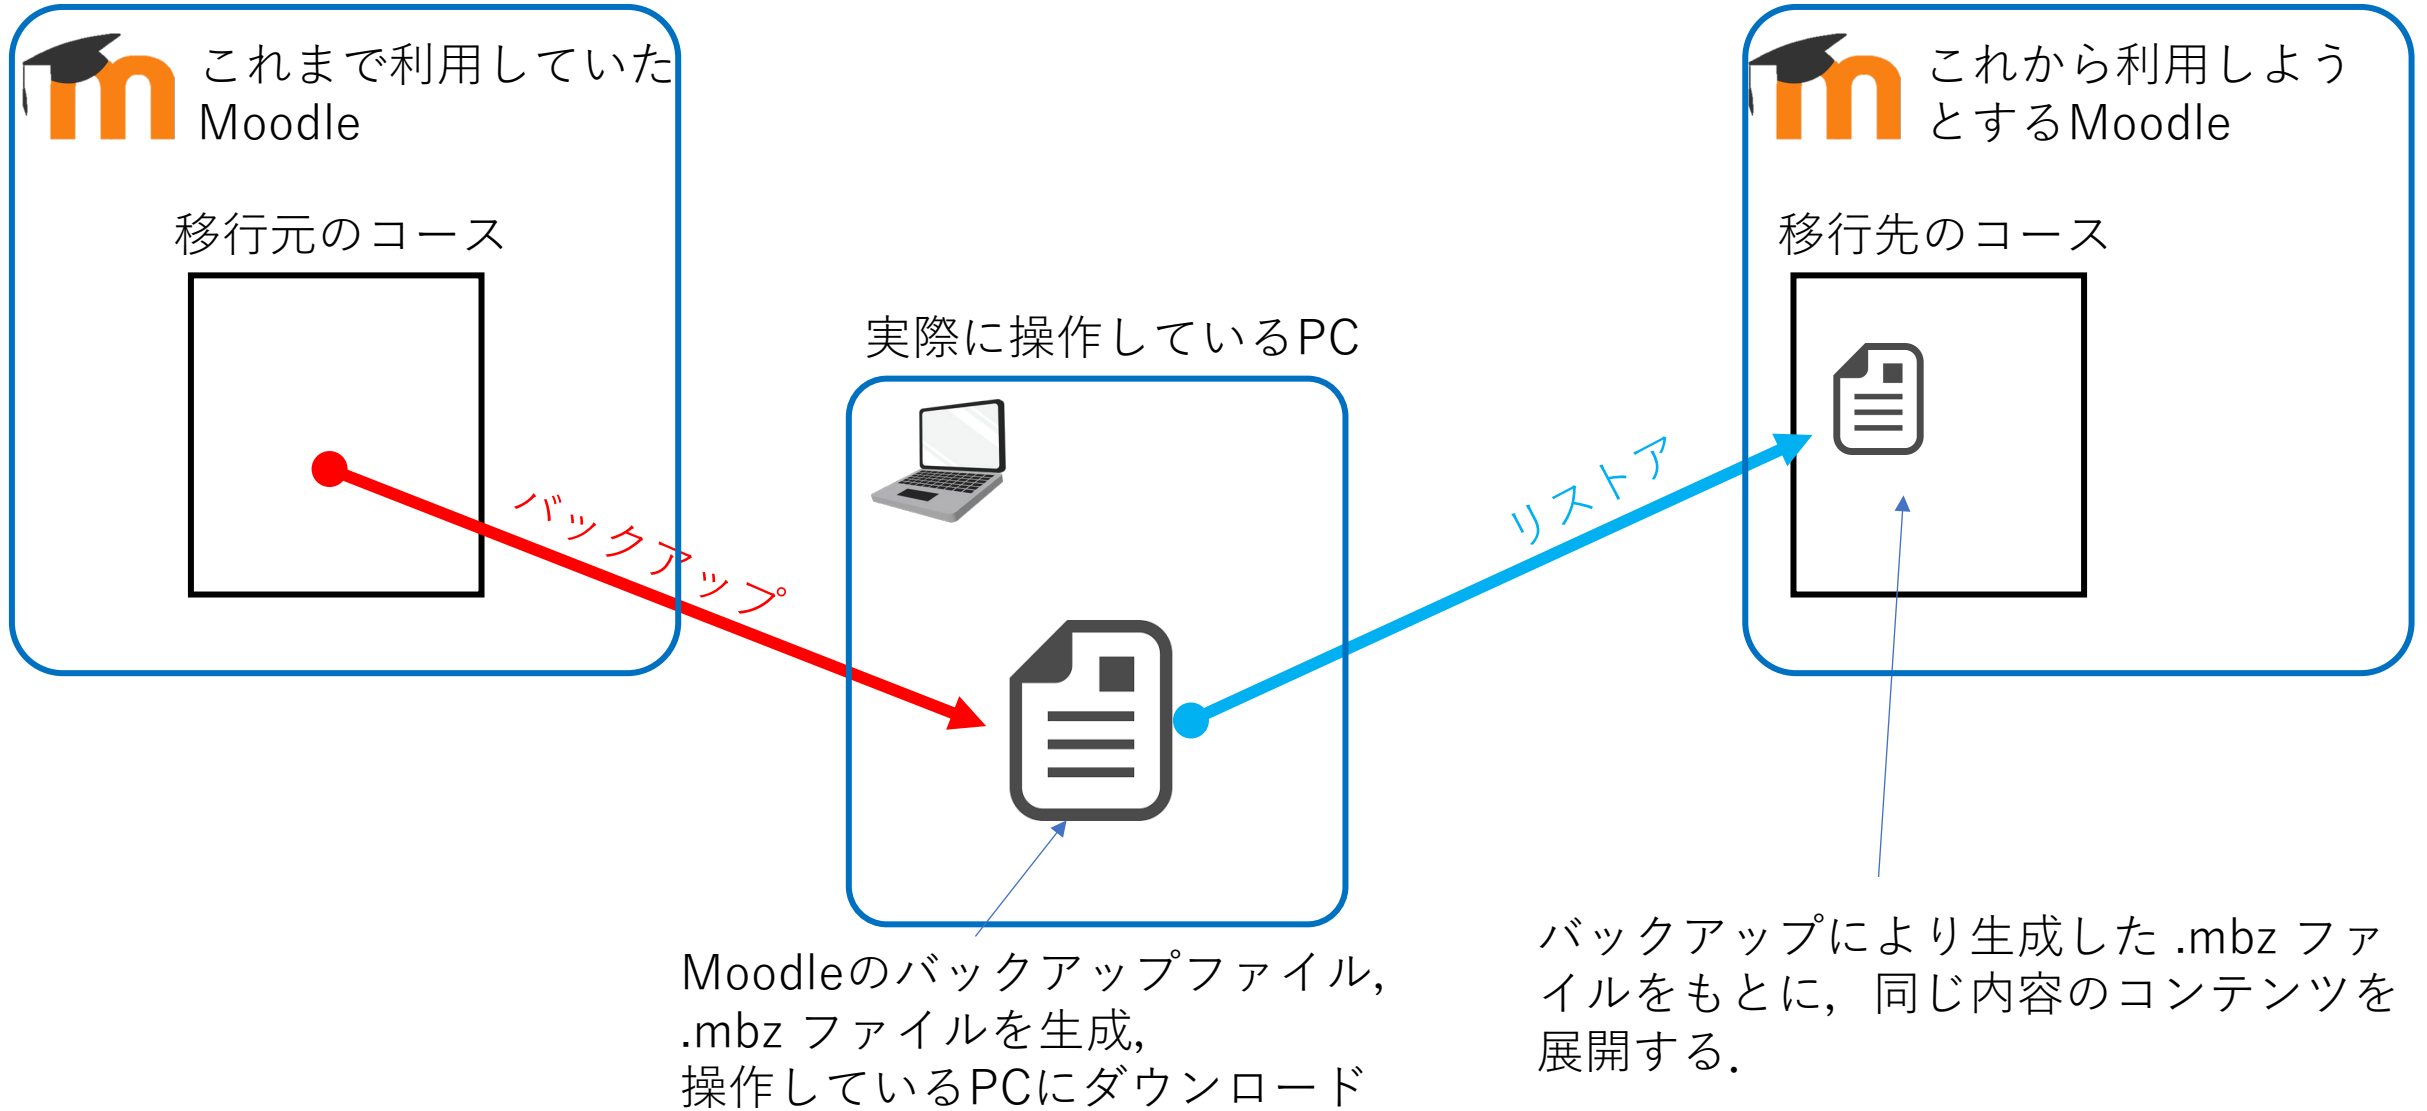 これまで利用していた
Moodle
移行元のコース
バックアップ
実際に操作しているPC
Moodleのバックアップファイル,
.mbz ファイルを生成,
操作しているPCにダウンロード
リストア
これから利用しよう
とするMoodle
移行先のコース
バックアップにより生成した .mbz ファ
イルをもとに，同じ内容のコンテンツを
展開する．